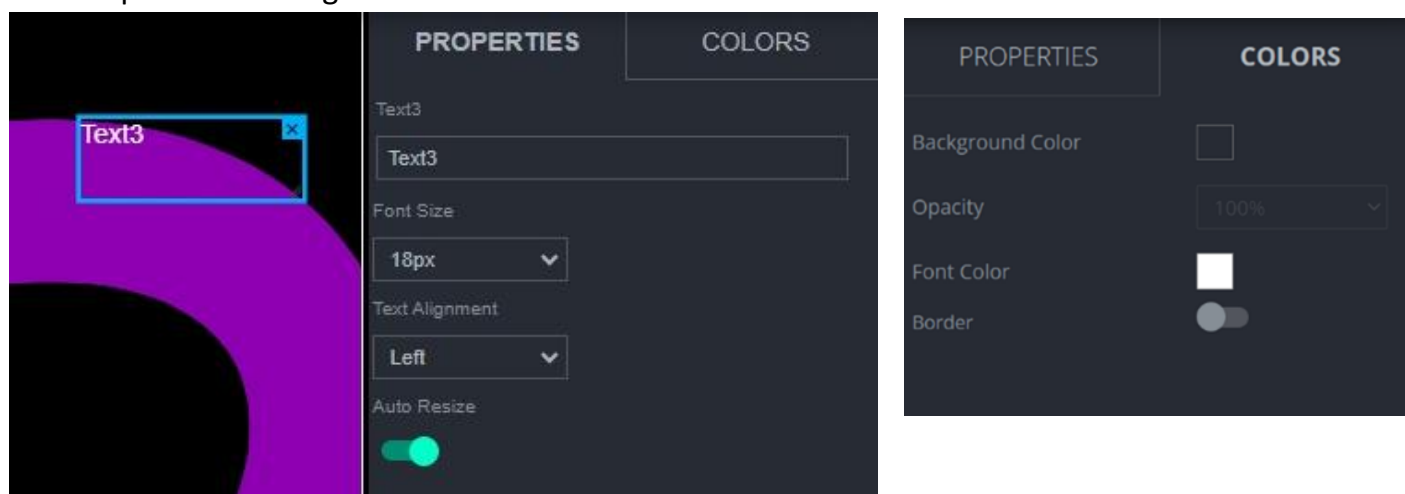 Text3
PROPERTIES COLORS
Text3
Text3
Font Size
18px
Text Alignment
Left
Auto Resize
PROPERTIES COLORS
Background Color
Opacity 100%
Font Color
Border